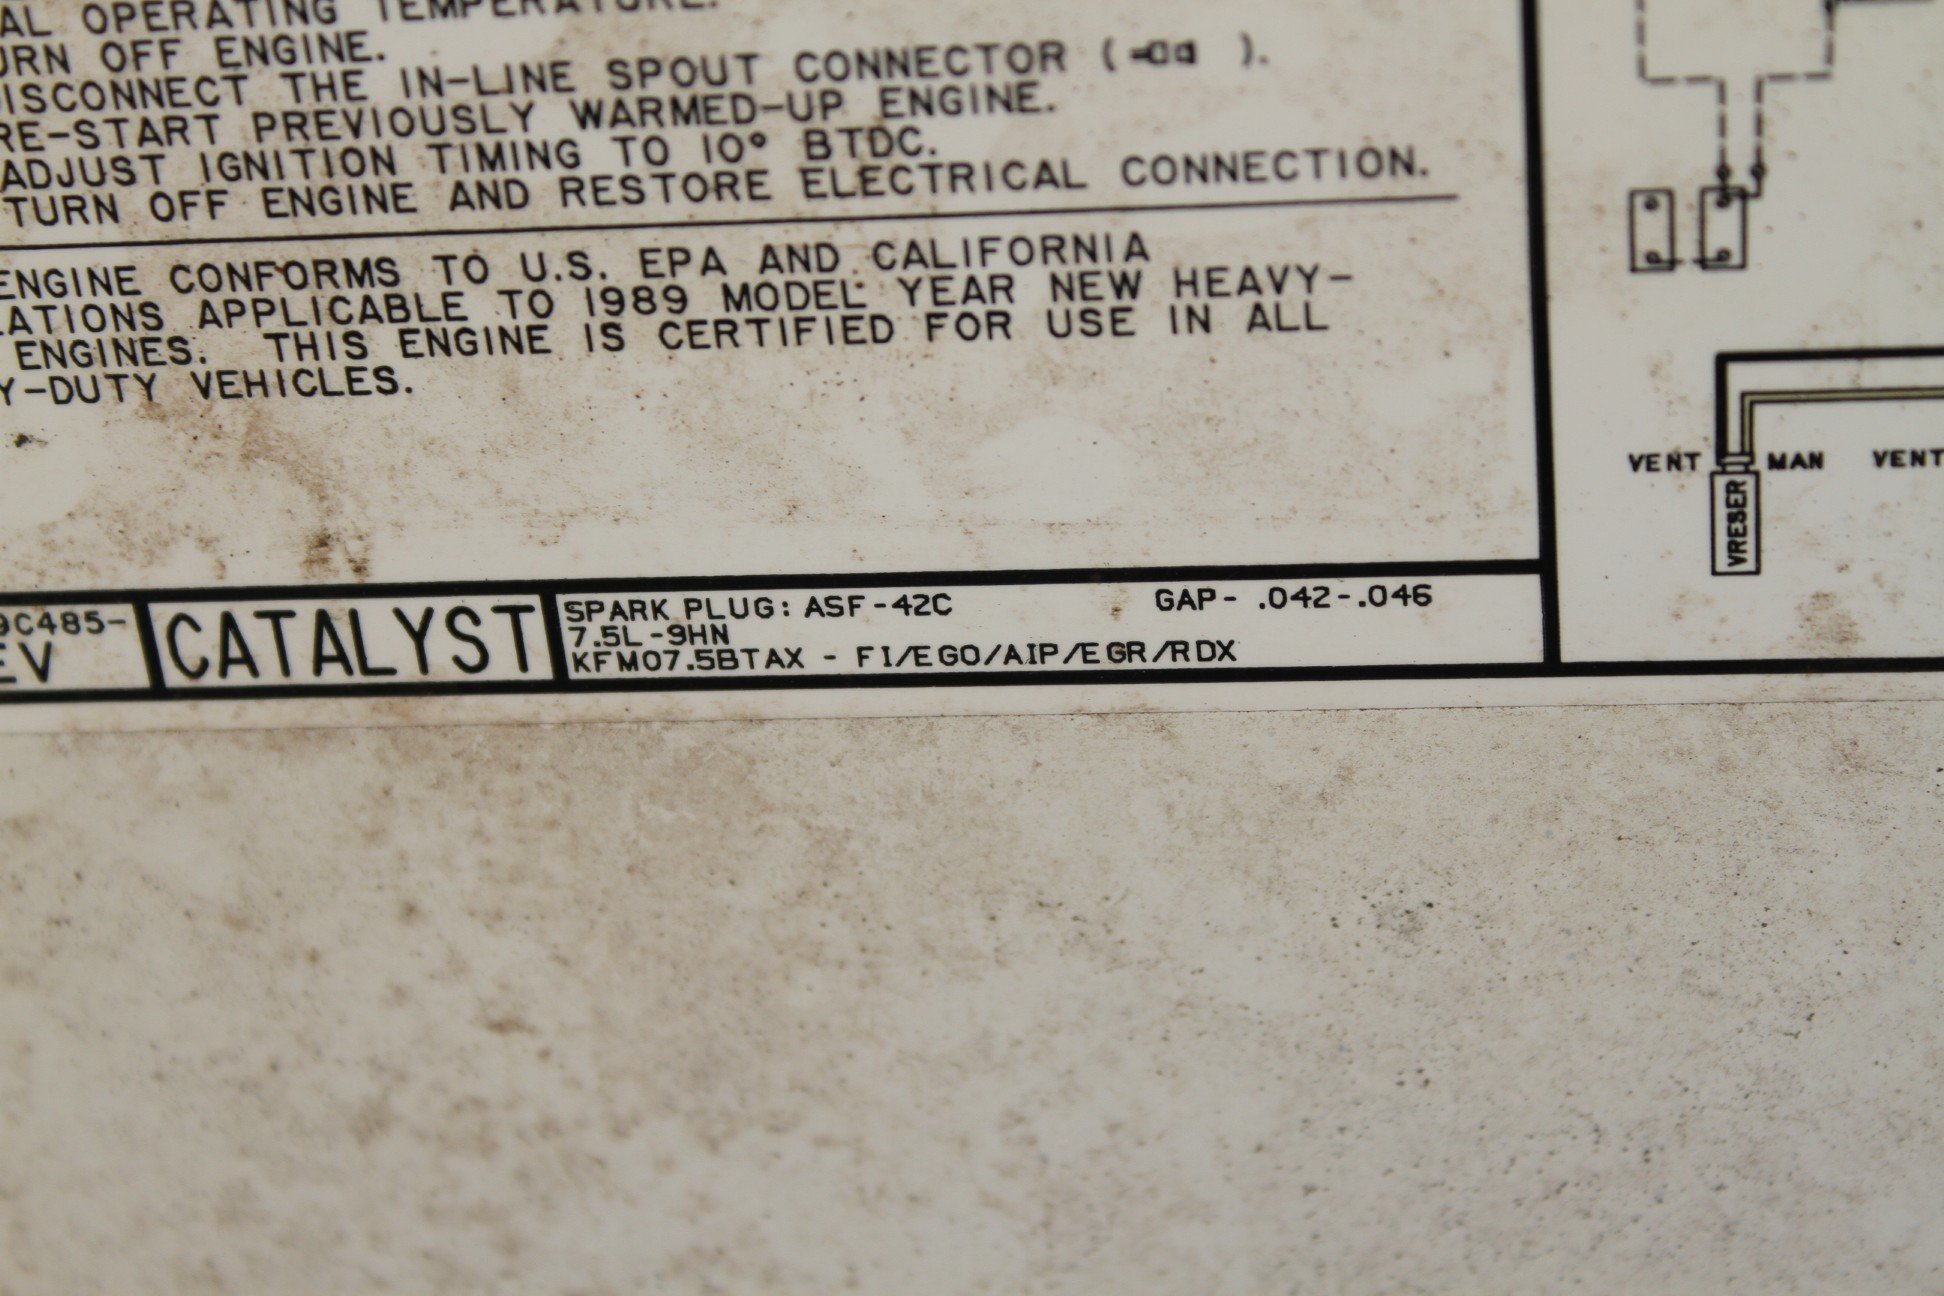 AL OPERATING TEMPERATURE.
URN OFF ENGINE.
DISCONNECT THE IN-LINE SPOUT CONNECTOR ( ).
RE-START PREVIOUSLY WARMED-UP ENGINE.
ADJUST IGNITION TIMING TO 10° BTDC.
TURN OFF ENGINE AND RESTORE ELECTRICAL CONNECTION.
ENGINE CONFORMS TO U.S. EPA AND CALIFORNIA
LATIONS APPLICABLE TO 1989 MODEL YEAR NEW HEAVY-
ENGINES. THIS ENGINE IS CERTIFIED FOR USE IN ALL
Y-DUTY VEHICLES.
VENT MAN VENT
VRESER
9C485-
EV
CATALYST
SPARK PLUG: ASF-42C GAP- .042-.046
7.5L-9HN
KFM07.5BTAX - FI/EGO/AIP/EGR/RDX